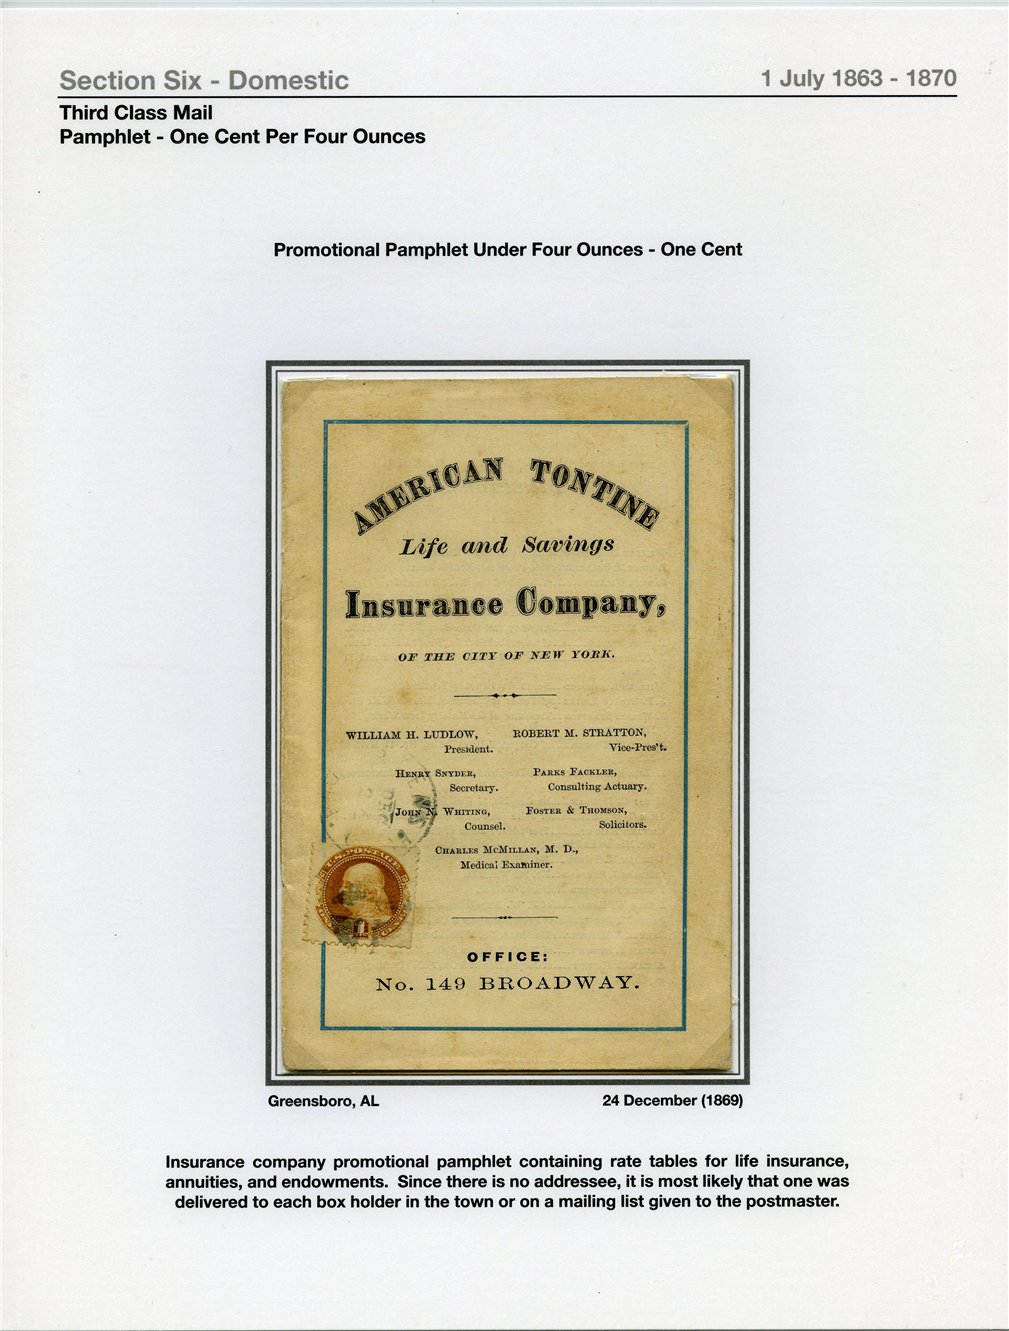 Section Six - Domestic
1 July 1863 - 1870
Third Class Mail
Pamphlet - One Cent Per Four Ounces
Promotional Pamphlet Under Four Ounces - One Cent
AMERICAN TONTINE
Life and Savings
Insurance Company,
OF THE CITY OF NEW YORK.
WILLIAM H. LUDLOW,
President.
ROBERT M. STRATTON,
Vice-Pres't.
HENRY SNYDER,
Secretary.
PARKS FACKLER,
Consulting Actuary.
JOHN N. WHITING,
Counsel.
FOSTER & THOMSON,
Solicitors.
CHARLES McMILLAN, M. D.,
Medical Examiner.
U.S. POSTAGE
1
OFFICE:
No. 149 BROADWAY.
Greensboro, AL
24 December (1869)
Insurance company promotional pamphlet containing rate tables for life insurance,
annuities, and endowments. Since there is no addressee, it is most likely that one was
delivered to each box holder in the town or on a mailing list given to the postmaster.